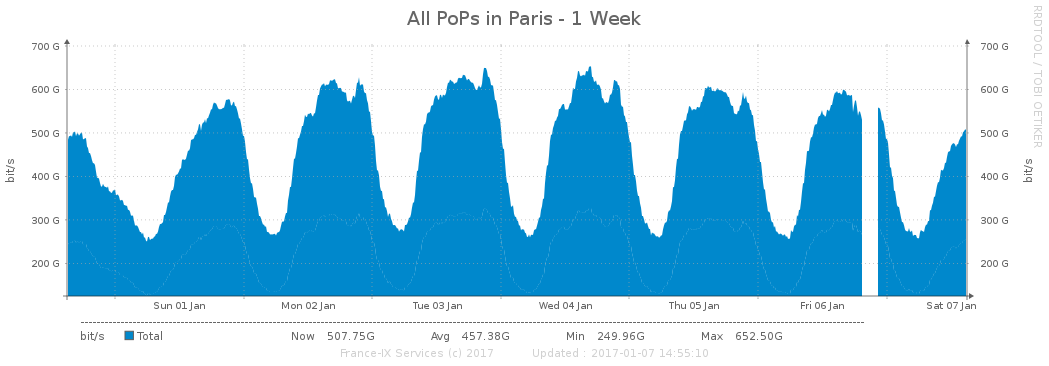 All PoPs in Paris - 1 Week
RRDTOOL / TOBI OETIKER
700 G 700 G
600 G 600 G
500 G 500 G
400 G 400 G
300 G 300 G
200 G 200 G
bit/s bit/s
Sun 01 Jan Mon 02 Jan Tue 03 Jan Wed 04 Jan Thu 05 Jan Fri 06 Jan Sat 07 Jan
bit/s Total Now 507.75G Avg 457.38G Min 249.96G Max 652.50G
France-IX Services (c) 2017 Updated : 2017-01-07 14:55:10